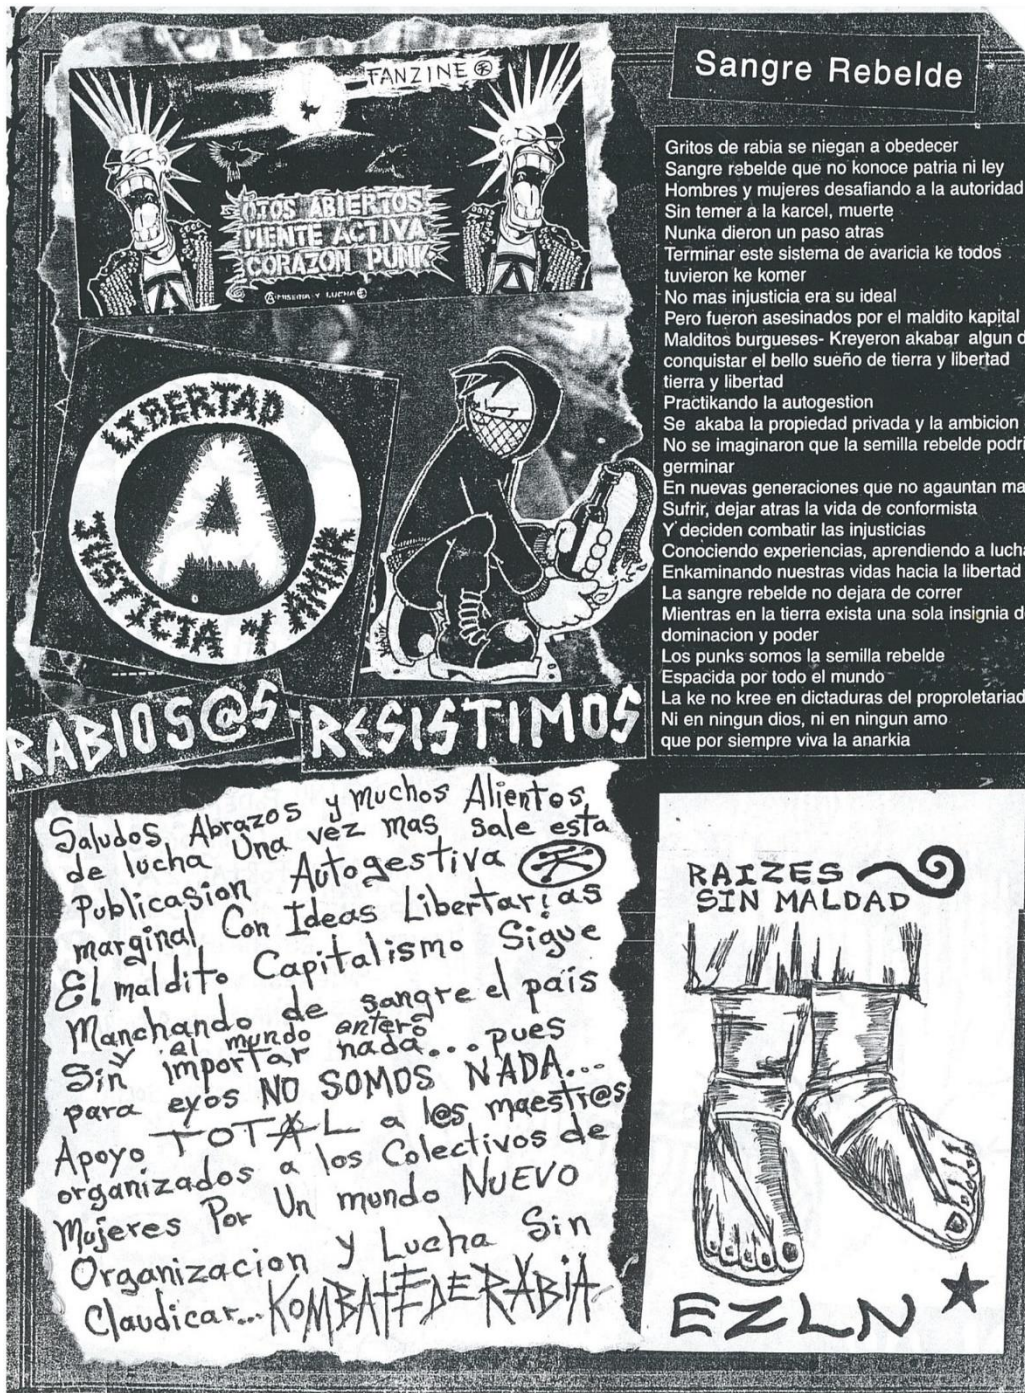 FANZINE
OJOS ABIERTOS
MENTE ACTIVA
CORAZON PUNK
MISERIA Y LUCHA
LIBERTAD
A
JUSTICIA Y AMOR
RABIOS@S-
RESISTIMOS
Saludos Abrazos y muchos Alientos
de lucha Una vez mas sale esta
Publicasion Autogestiva
marginal Con Ideas Libertarias
El maldito Capitalismo Sigue
Manchando de sangre el país
y al mundo entero
Sin importar nada... pues
para eyos NO SOMOS NADA...
Apoyo TOTAL a l@s maestr@s
organizados a los Colectivos de
Mujeres Por Un mundo NUEVO
Organizacion y Lucha Sin
Claudicar... KOMBATE DE RABIA
Sangre Rebelde
Gritos de rabia se niegan a obedecer
Sangre rebelde que no konoce patria ni ley
Hombres y mujeres desafiando a la autoridad
Sin temer a la karcel, muerte
Nunka dieron un paso atras
Terminar este sistema de avaricia ke todos
tuvieron ke komer
No mas injusticia era su ideal
Pero fueron asesinados por el maldito kapital
Malditos burgueses- Kreyeron akabar algun d
conquistar el bello sueño de tierra y libertad
tierra y libertad
Practikando la autogestion
Se akaba la propiedad privada y la ambicion
No se imaginaron que la semilla rebelde podri
germinar
En nuevas generaciones que no agauntan ma
Sufrir, dejar atras la vida de conformista
Y deciden combatir las injusticias
Conociendo experiencias, aprendiendo a lucha
Enkaminando nuestras vidas hacia la libertad
La sangre rebelde no dejara de correr
Mientras en la tierra exista una sola insignia d
dominacion y poder
Los punks somos la semilla rebelde
Espacida por todo el mundo
La ke no kree en dictaduras del proproletariad
Ni en ningun dios, ni en ningun amo
que por siempre viva la anarkia
RAIZES
SIN MALDAD
EZLN